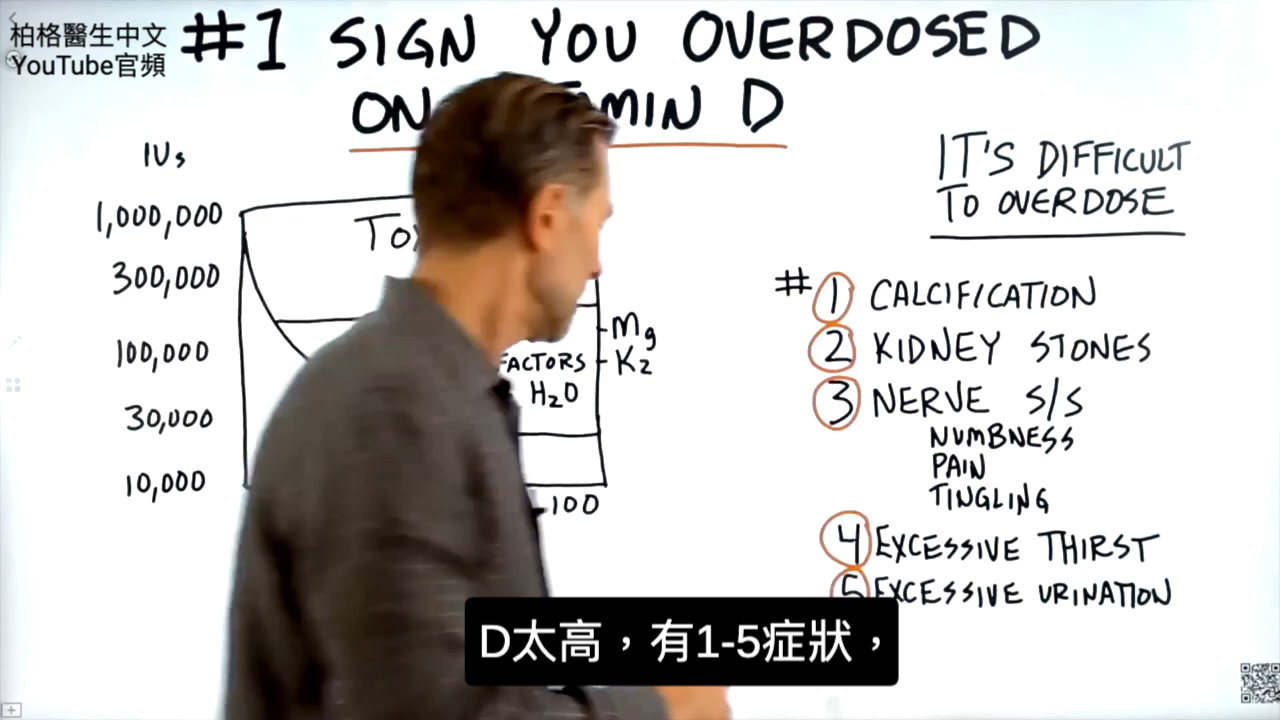 柏格醫生中文
YouTube官頻
#1 SIGN YOU OVERDOSED
ON MIN D
IUs
1,000,000
300,000
100,000
30,000
10,000
Mg
K2
H2O
100
IT'S DIFFICULT
TO OVERDOSE
# 1 CALCIFICATION
2 KIDNEY STONES
3 NERVE S/S
NUMBNESS
PAIN
TINGLING
4 EXCESSIVE THIRST
5 EXCESSIVE URINATION
D太高，有1-5症狀，